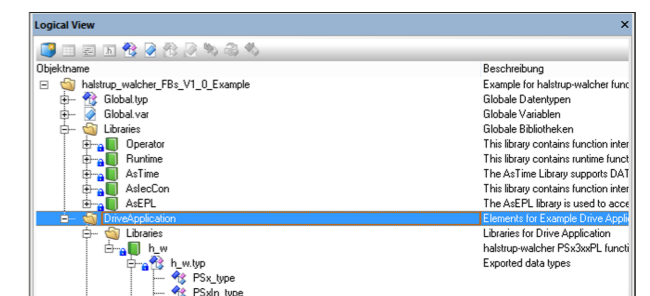 Logical View
Objektname Beschreibung
halstrup_walcher_FBs_V1_0_Example Example for halstrup-walcher func
Global.typ Globale Datentypen
Global.var Globale Variablen
Libraries Globale Bibliotheken
Operator This library contains function inter
Runtime This library contains runtime funct
AsTime The AsTime Library supports DAT
AsIecCon This library contains function inter
AsEPL The AsEPL library is used to acce
DriveApplication Elements for Example Drive Appli
Libraries Libraries for Drive Application
h_w halstrup-walcher PSx3xxPL functi
h_w.typ Exported data types
PSx_type
PSxIn_type